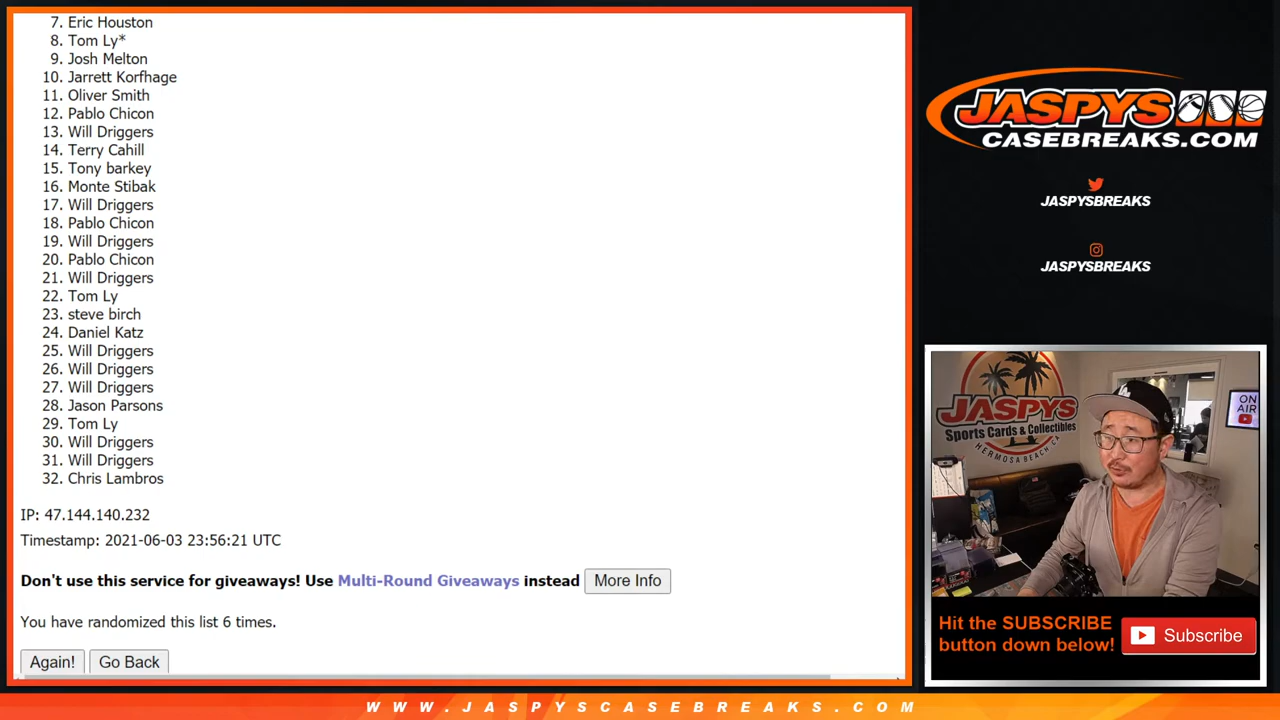 7. Eric Houston
8. Tom Ly*
9. Josh Melton
10. Jarrett Korfhage
11. Oliver Smith
12. Pablo Chicon
13. Will Driggers
14. Terry Cahill
15. Tony barkey
16. Monte Stibak
17. Will Driggers
18. Pablo Chicon
19. Will Driggers
20. Pablo Chicon
21. Will Driggers
22. Tom Ly
23. steve birch
24. Daniel Katz
25. Will Driggers
26. Will Driggers
27. Will Driggers
28. Jason Parsons
29. Tom Ly
30. Will Driggers
31. Will Driggers
32. Chris Lambros
IP: 47.144.140.232
Timestamp: 2021-06-03 23:56:21 UTC
Don't use this service for giveaways! Use Multi-Round Giveaways instead More Info
You have randomized this list 6 times.
Again! Go Back
JASPYS
CASEBREAKS.COM
JASPYSBREAKS
JASPYSBREAKS
JASPYS
Sports Cards & Collectibles
HERMOSA BEACH CA
LA
ON
AIR
Hit the SUBSCRIBE
button down below!
Subscribe
WWW.JASPYSCASEBREAKS.COM